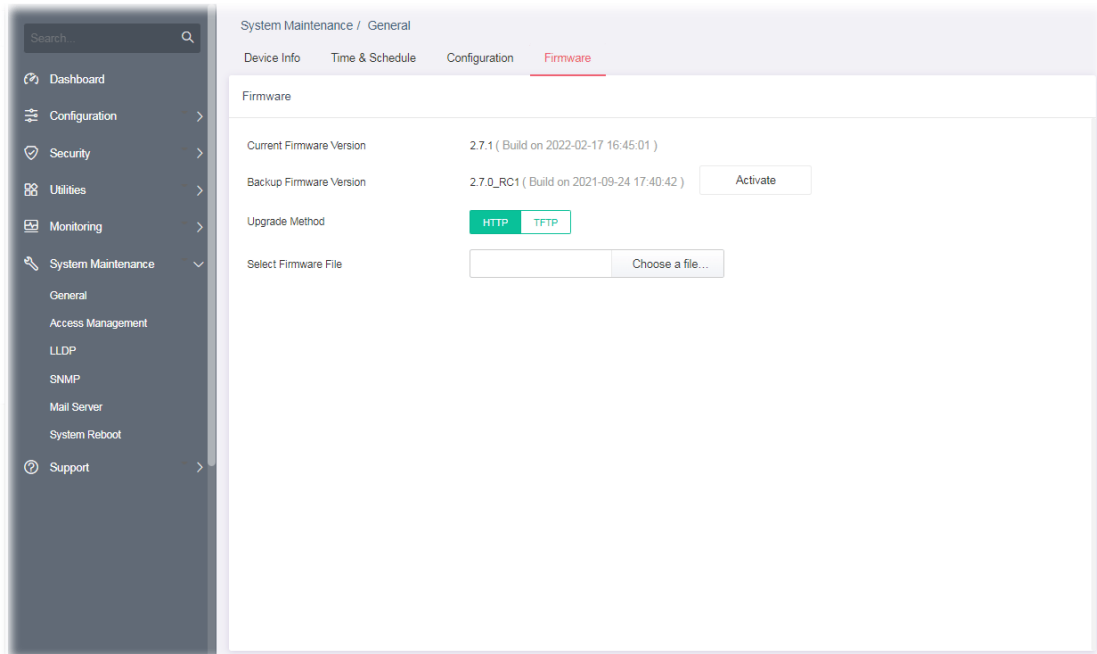 Search...
Dashboard
Configuration
Security
Utilities
Monitoring
System Maintenance
General
Access Management
LLDP
SNMP
Mail Server
System Reboot
Support
System Maintenance / General
Device Info Time & Schedule Configuration Firmware
Firmware
Current Firmware Version 2.7.1 ( Build on 2022-02-17 16:45:01 )
Backup Firmware Version 2.7.0_RC1 ( Build on 2021-09-24 17:40:42 ) Activate
Upgrade Method HTTP TFTP
Select Firmware File Choose a file...